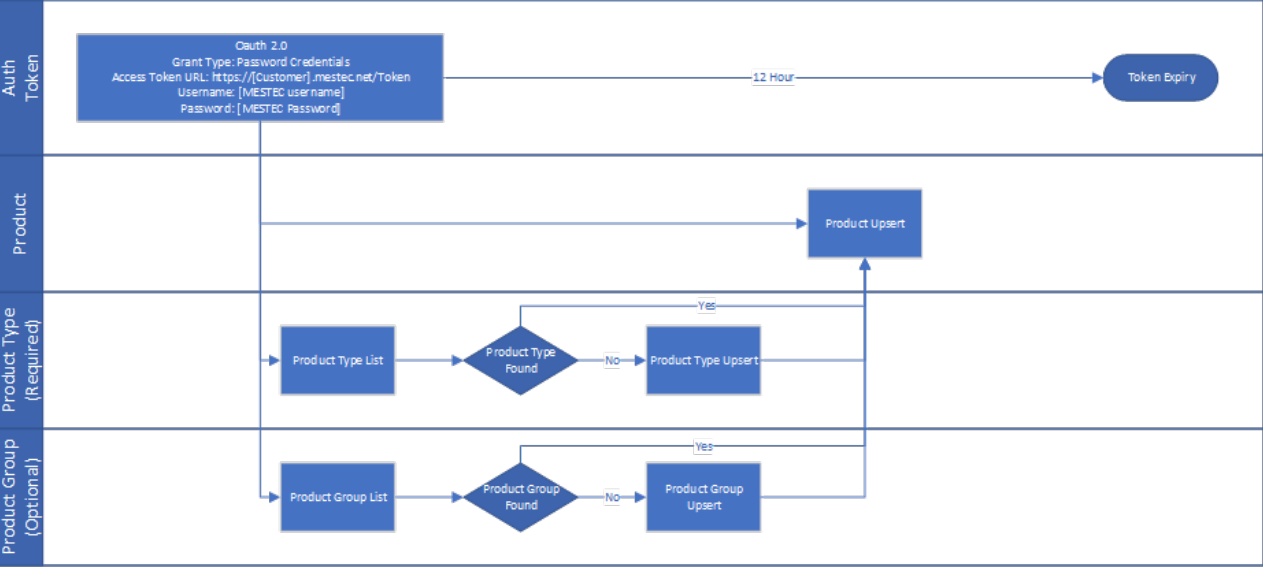 Auth
Token
Oauth 2.0
Grant Type: Password Credentials
Access Token URL: https://[Customer].mestec.net/Token
Username: [MESTEC username]
Password: [MESTEC Password]
12 Hour
Token Expiry
Product
Product Upsert
Product Type
(Required)
Yes
Product Type List
Product Type
Found
No
Product Type Upsert
Product Group
(Optional)
Yes
Product Group List
Product Group
Found
No
Product Group
Upsert